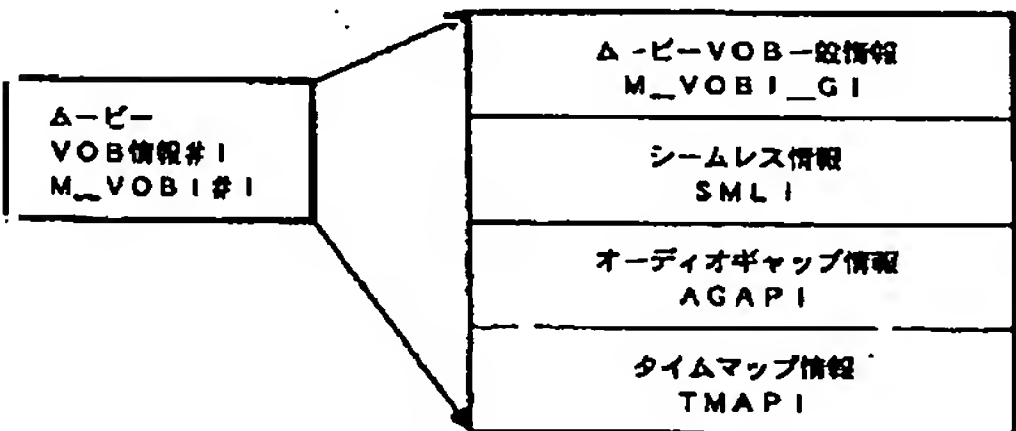 ムービー
VOB情報#1
M_VOBI#1
ムービーVOB一般情報
M_VOBI_GI
シームレス情報
SMLI
オーディオギャップ情報
AGAPI
タイムマップ情報
TMAPI